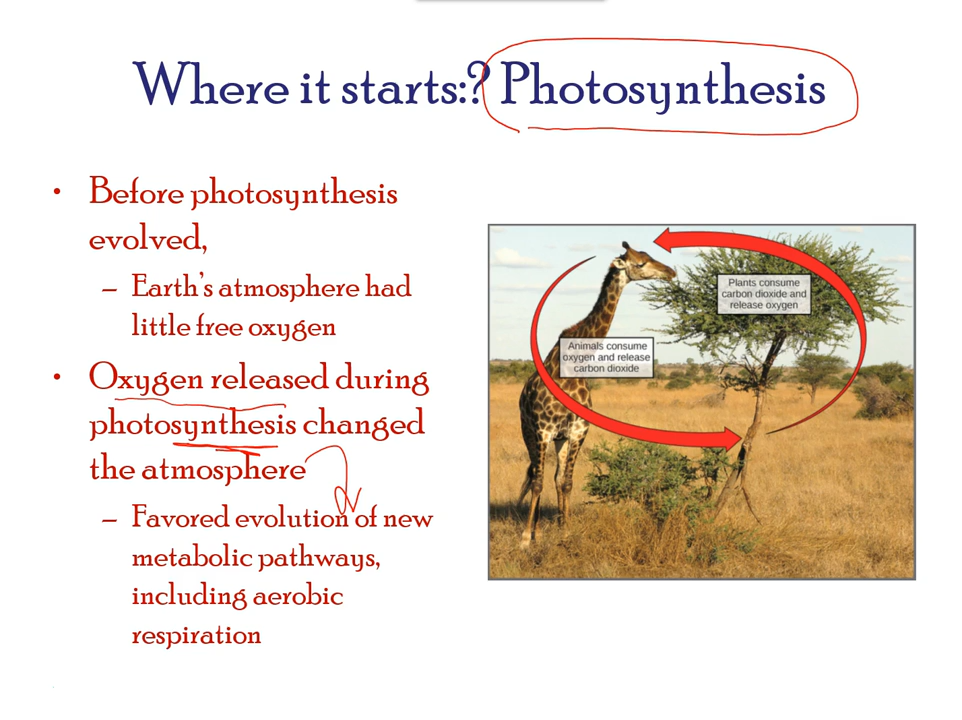 Where it starts:? Photosynthesis
• Before photosynthesis
evolved,
– Earth's atmosphere had
little free oxygen
• Oxygen released during
photosynthesis changed
the atmosphere
– Favored evolution of new
metabolic pathways,
including aerobic
respiration
Plants consume
carbon dioxide and
release oxygen
Animals consume
oxygen and release
carbon dioxide